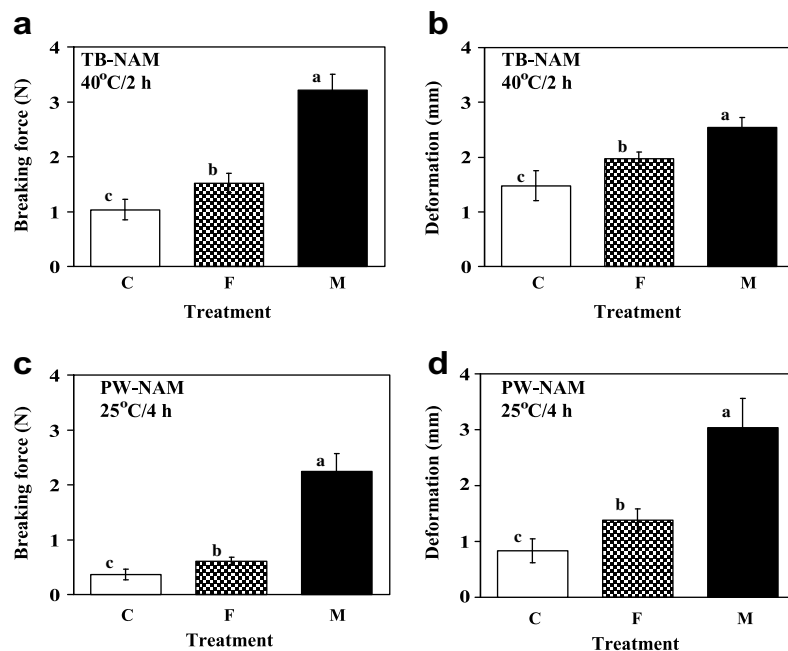 a
TB-NAM
40°C/2 h
Breaking force (N)
4
3
2
1
0
c
b
a
C F M
Treatment
b
TB-NAM
40°C/2 h
Deformation (mm)
4
3
2
1
0
c
b
a
C F M
Treatment
c
PW-NAM
25°C/4 h
Breaking force (N)
4
3
2
1
0
c
b
a
C F M
Treatment
d
PW-NAM
25°C/4 h
Deformation (mm)
4
3
2
1
0
c
b
a
C F M
Treatment